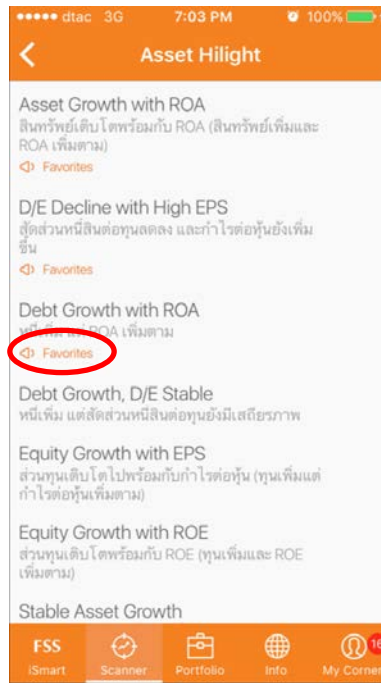 dtac 3G 7:03 PM 100%
Asset Hilight
Asset Growth with ROA
สินทรัพย์เติบโตพร้อมกับ ROA (สินทรัพย์เพิ่มและ
ROA เพิ่มตาม)
Favorites
D/E Decline with High EPS
สัดส่วนหนี้สินต่อทุนลดลง และกำไรต่อหุ้นยังเพิ่ม
ขึ้น
Favorites
Debt Growth with ROA
หนี้เพิ่ม แต่ ROA เพิ่มตาม
Favorites
Debt Growth, D/E Stable
หนี้เพิ่ม แต่สัดส่วนหนี้สินต่อทุนยังมีเสถียรภาพ
Equity Growth with EPS
ส่วนทุนเติบโตไปพร้อมกับกำไรต่อหุ้น (ทุนเพิ่มแต่
กำไรต่อหุ้นเพิ่มตาม)
Equity Growth with ROE
ส่วนทุนเติบโตพร้อมกับ ROE (ทุนเพิ่มและ ROE
เพิ่มตาม)
Stable Asset Growth
FSS 16
iSmart Scanner Portfolio Info My Corner